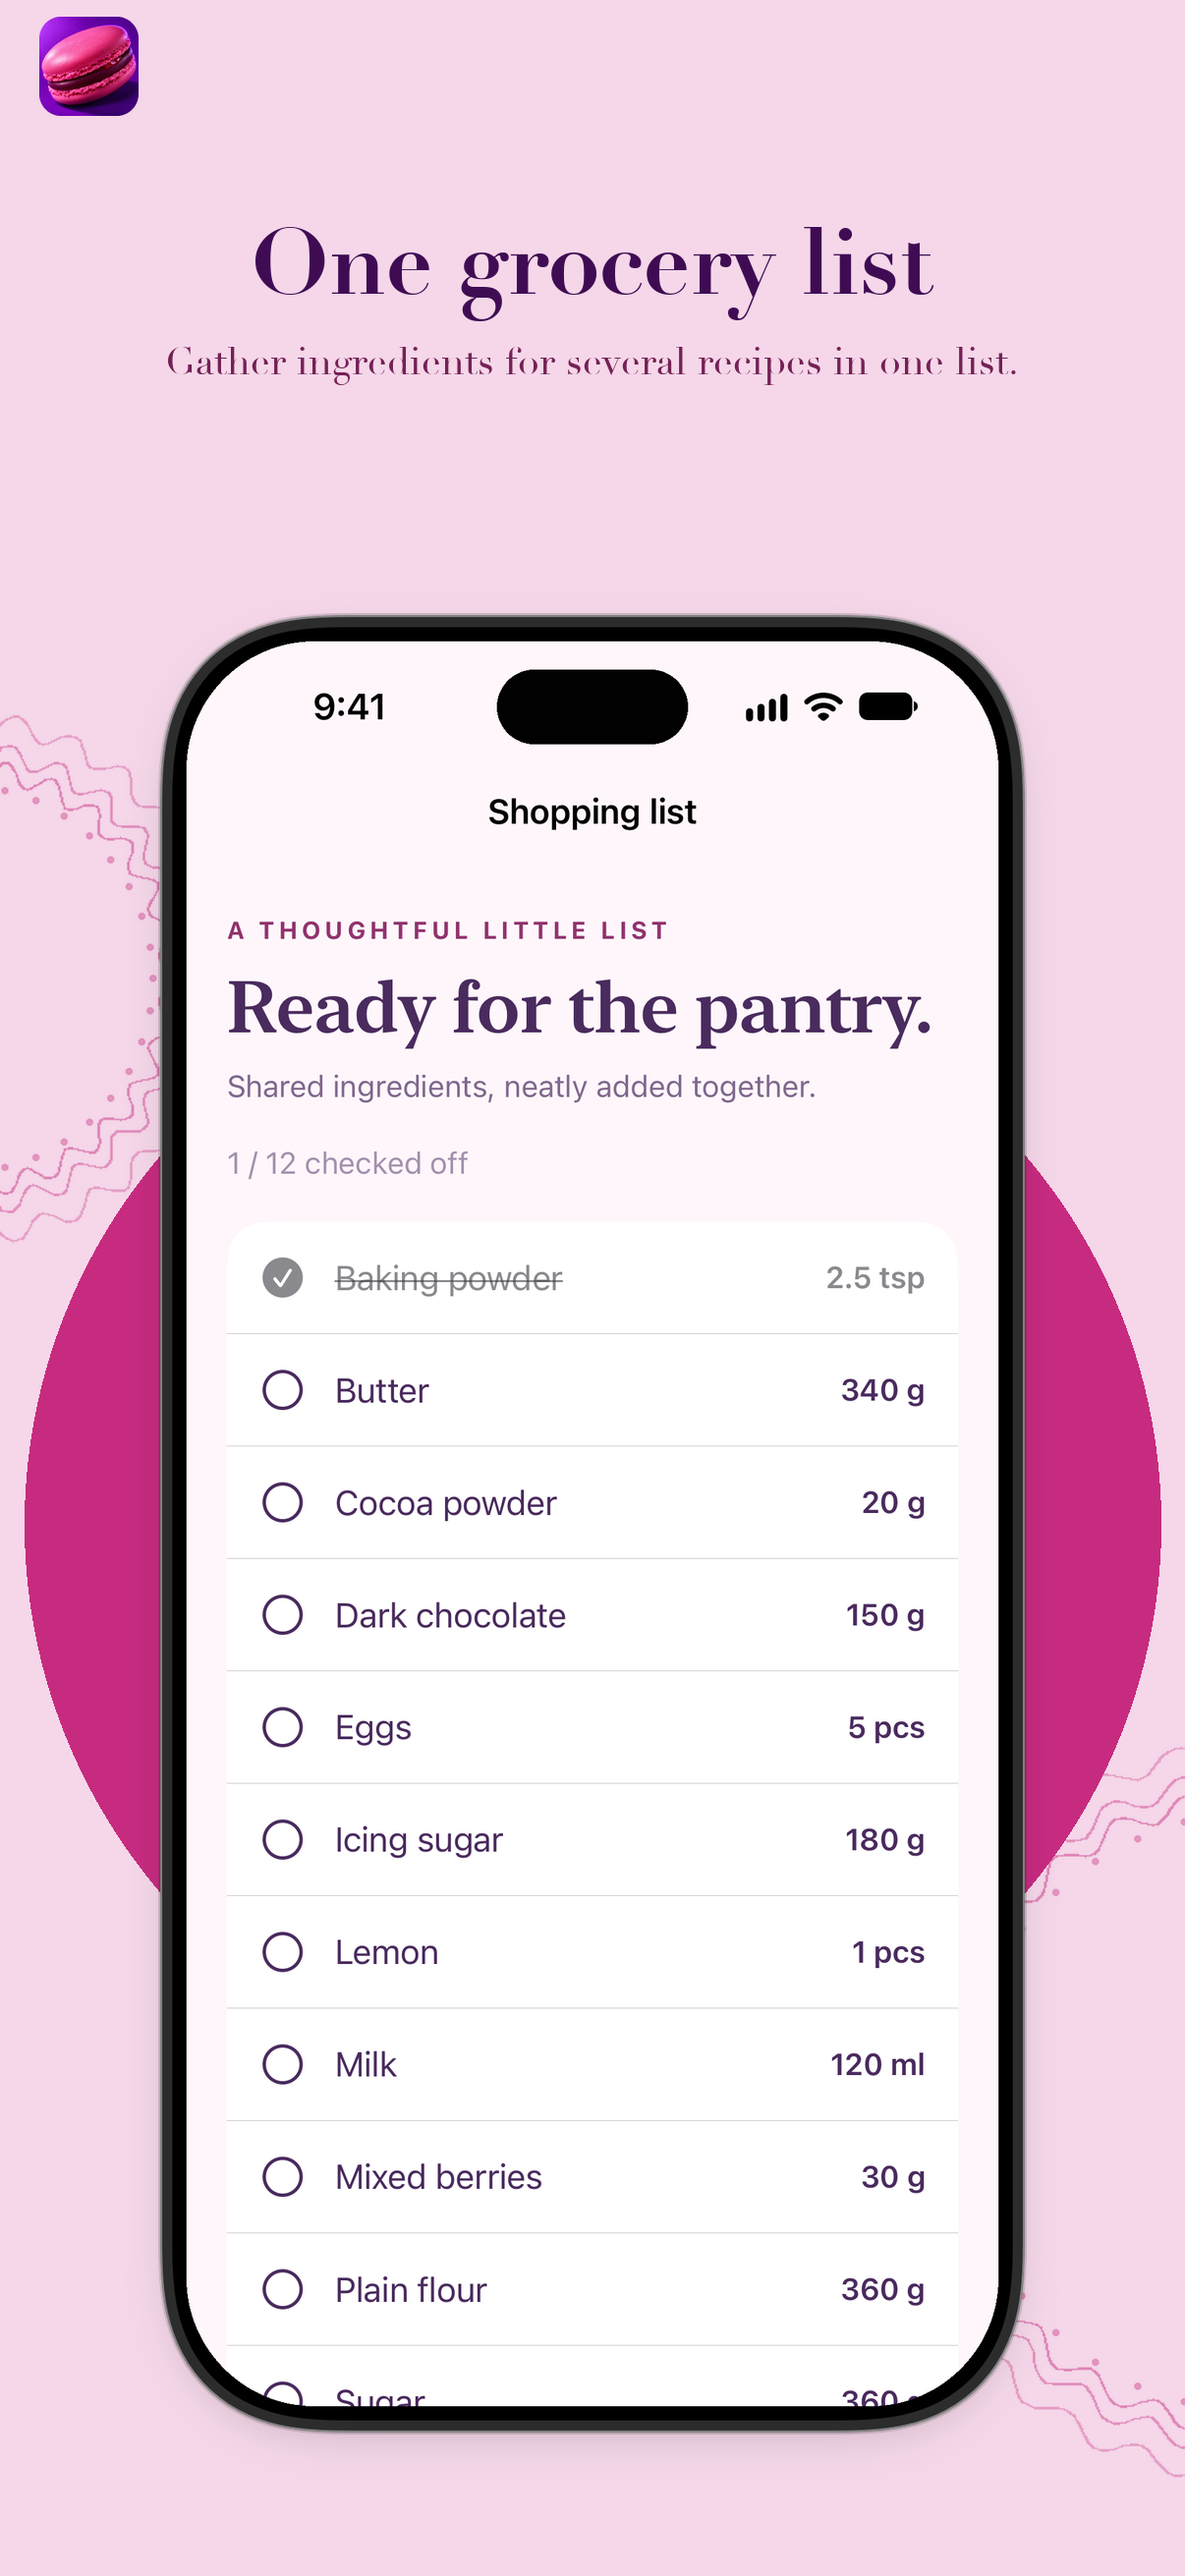 One grocery list
Gather ingredients for several recipes in one list.
9:41
Shopping list
A THOUGHTFUL LITTLE LIST
Ready for the pantry.
Shared ingredients, neatly added together.
1 / 12 checked off
Baking powder 2.5 tsp
Butter 340 g
Cocoa powder 20 g
Dark chocolate 150 g
Eggs 5 pcs
Icing sugar 180 g
Lemon 1 pcs
Milk 120 ml
Mixed berries 30 g
Plain flour 360 g
Sugar 360 g